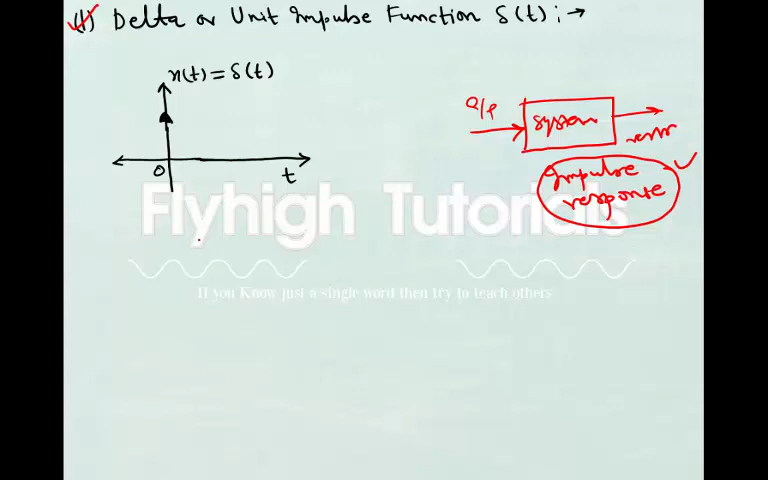 (1) Delta or Unit Impulse Function δ(t) :→
x(t) = δ(t)
0
t
system
Impulse
response
Flyhigh Tutorials
If you Know just a single word then try to teach others